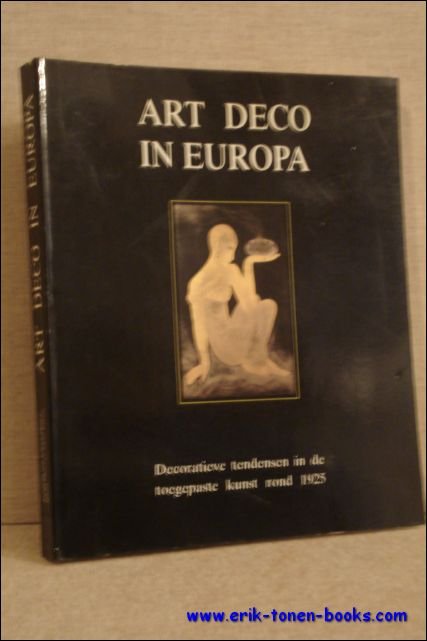 ART DECO
IN EUROPA
Decoratieve tendensen in de
toegepaste kunst rond 1925
ART DECO IN EUROPA
www.erik-tonen-books.com